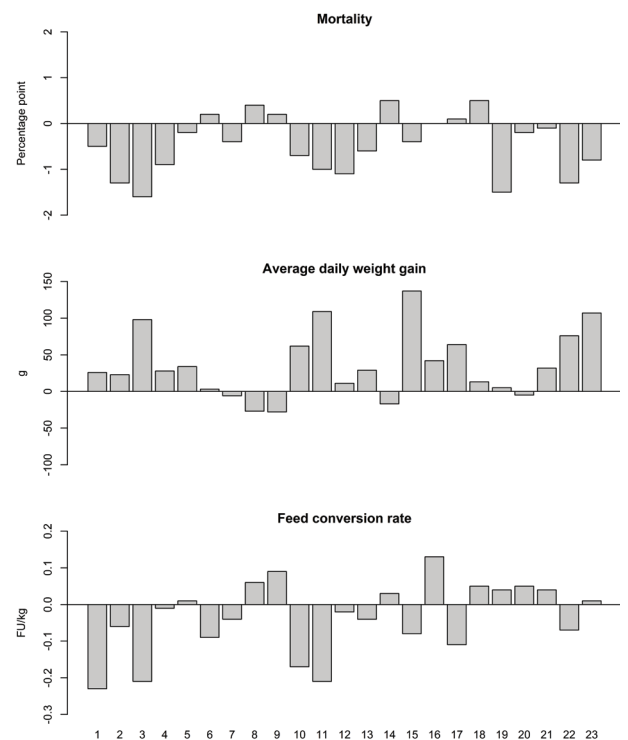 Mortality
2
1
0
-1
-2
Percentage point
Average daily weight gain
150
100
50
0
-50
-100
g
Feed conversion rate
0.2
0.1
0.0
-0.1
-0.2
-0.3
FU/kg
1 2 3 4 5 6 7 8 9 10 11 12 13 14 15 16 17 18 19 20 21 22 23